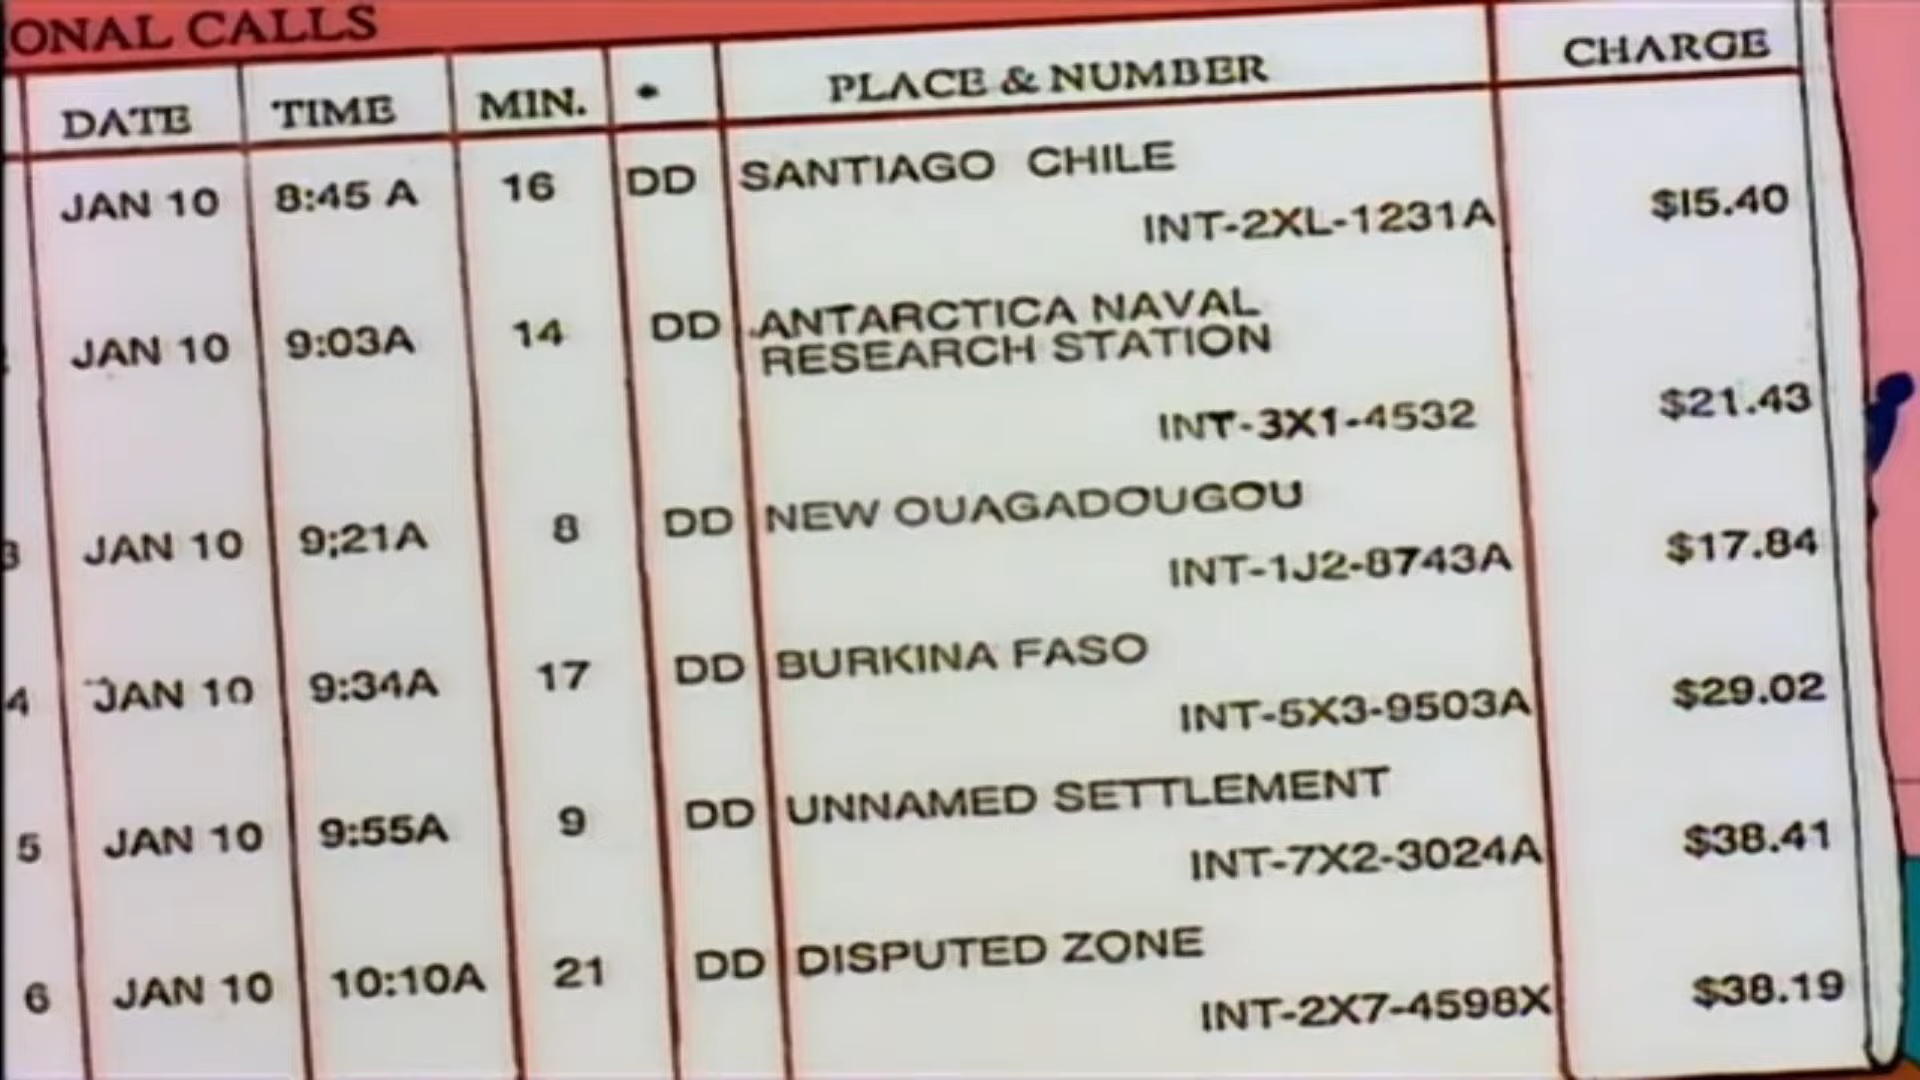 ONAL CALLS
DATE TIME MIN. • PLACE & NUMBER CHARGE
JAN 10 8:45 A 16 DD SANTIAGO CHILE
INT-2XL-1231A $15.40
JAN 10 9:03A 14 DD ANTARCTICA NAVAL
RESEARCH STATION
INT-3X1-4532 $21.43
3 JAN 10 9;21A 8 DD NEW OUAGADOUGOU
INT-1J2-8743A $17.84
4 JAN 10 9:34A 17 DD BURKINA FASO
INT-5X3-9503A $29.02
5 JAN 10 9:55A 9 DD UNNAMED SETTLEMENT
INT-7X2-3024A $38.41
6 JAN 10 10:10A 21 DD DISPUTED ZONE
INT-2X7-4598X $38.19